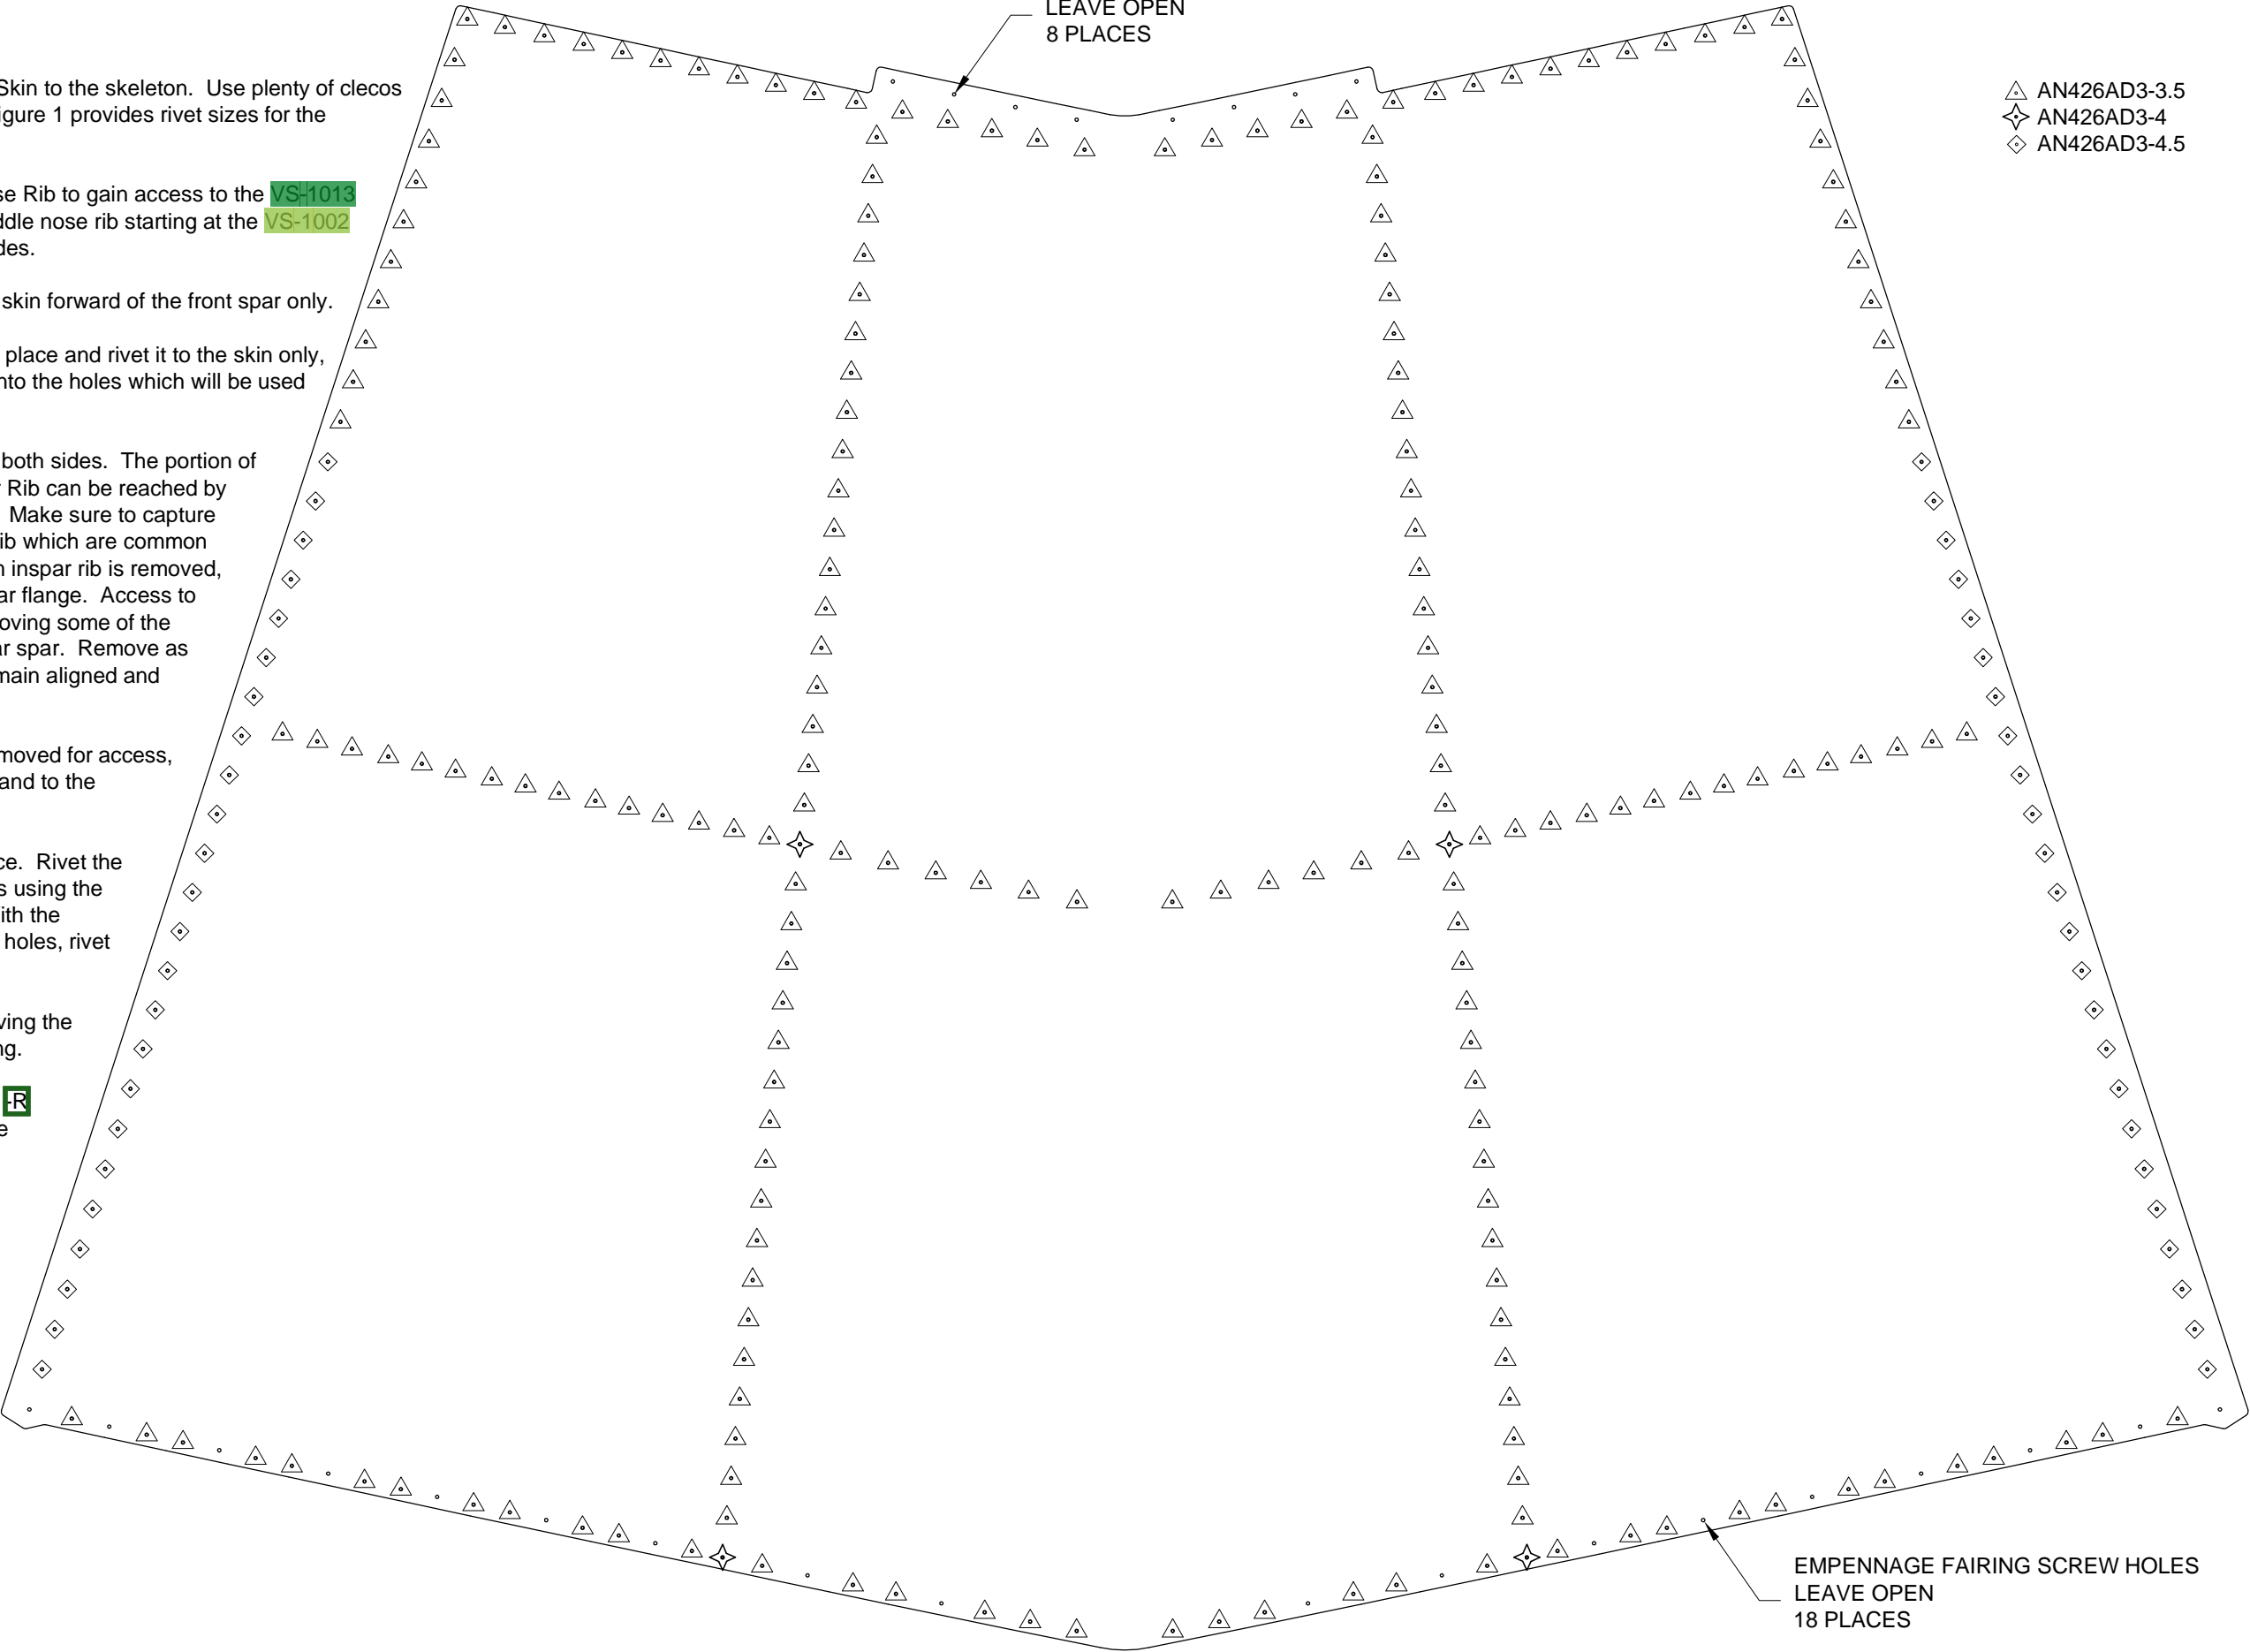 LEAVE OPEN
8 PLACES
Skin to the skeleton. Use plenty of clecos
igure 1 provides rivet sizes for the
se Rib to gain access to the VS-1013
ddle nose rib starting at the VS-1002
des.
skin forward of the front spar only.
place and rivet it to the skin only,
nto the holes which will be used
both sides. The portion of
r Rib can be reached by
Make sure to capture
ib which are common
n inspar rib is removed,
ar flange. Access to
oving some of the
ar spar. Remove as
main aligned and
moved for access,
and to the
ce. Rivet the
s using the
ith the
holes, rivet
ving the
ng.
-R
e
AN426AD3-3.5
AN426AD3-4
AN426AD3-4.5
EMPENNAGE FAIRING SCREW HOLES
LEAVE OPEN
18 PLACES